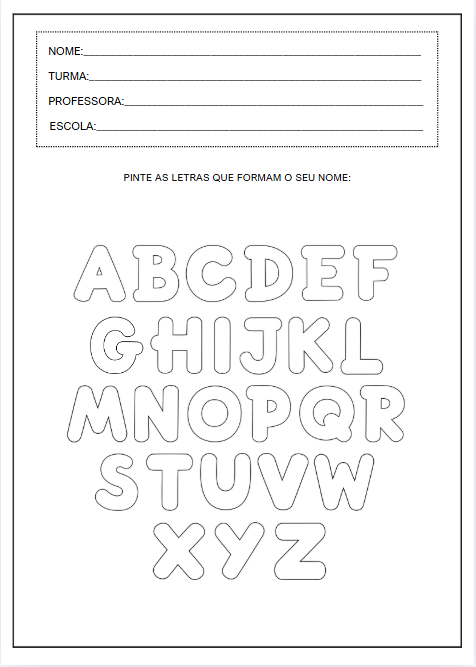 NOME:
TURMA:
PROFESSORA:
ESCOLA:
PINTE AS LETRAS QUE FORMAM O SEU NOME:
ABCDEF
GHIJKL
MNOPQR
STUVW
XYZ